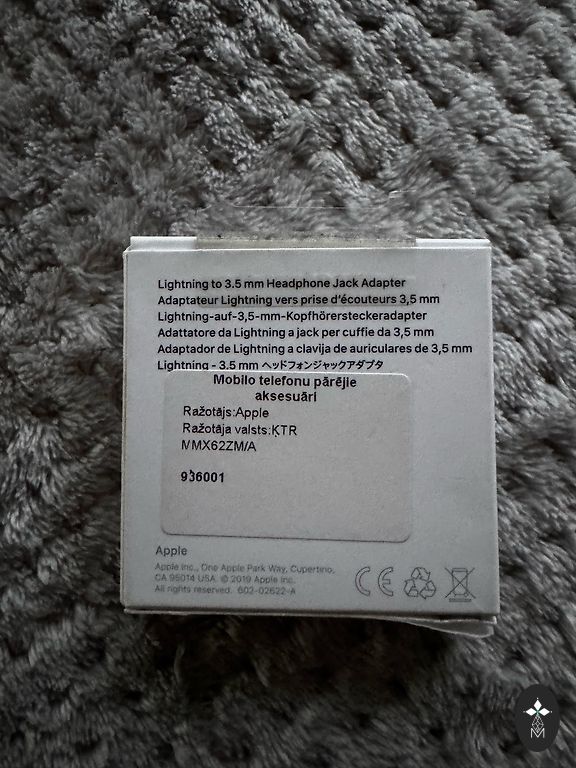 Lightning to 3.5 mm Headphone Jack Adapter
Adaptateur Lightning vers prise d'écouteurs 3,5 mm
Lightning-auf-3,5-mm-Kopfhörersteckeradapter
Adattatore da Lightning a jack per cuffie da 3,5 mm
Adaptador de Lightning a clavija de auriculares de 3,5 mm
Lightning - 3.5 mm ヘッドフォンジャックアダプタ
Mobilo telefonu pārējie
aksesuāri
Ražotājs:Apple
Ražotāja valsts:ĶTR
MMX62ZM/A
936001
Apple
Apple Inc., One Apple Park Way, Cupertino,
CA 95014 USA. © 2019 Apple Inc.
All rights reserved. 602-02622-A
CE
M